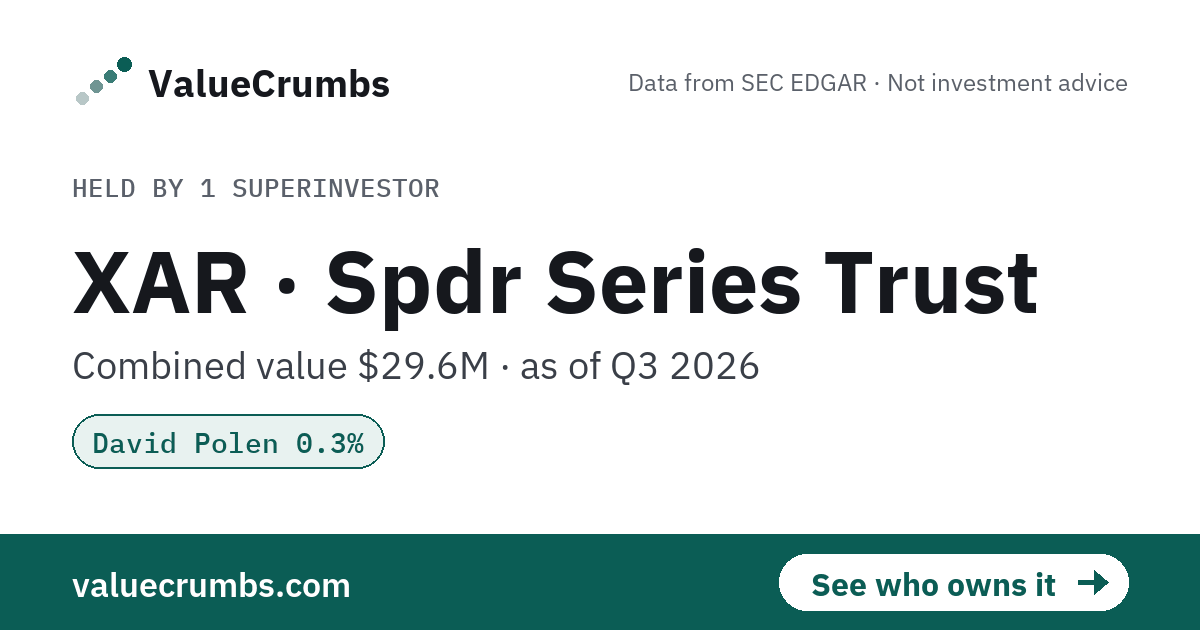 ValueCrumbs
Data from SEC EDGAR · Not investment advice
HELD BY 1 SUPERINVESTOR
XAR · Spdr Series Trust
Combined value $29.6M · as of Q3 2026
David Polen 0.3%
valuecrumbs.com
See who owns it →